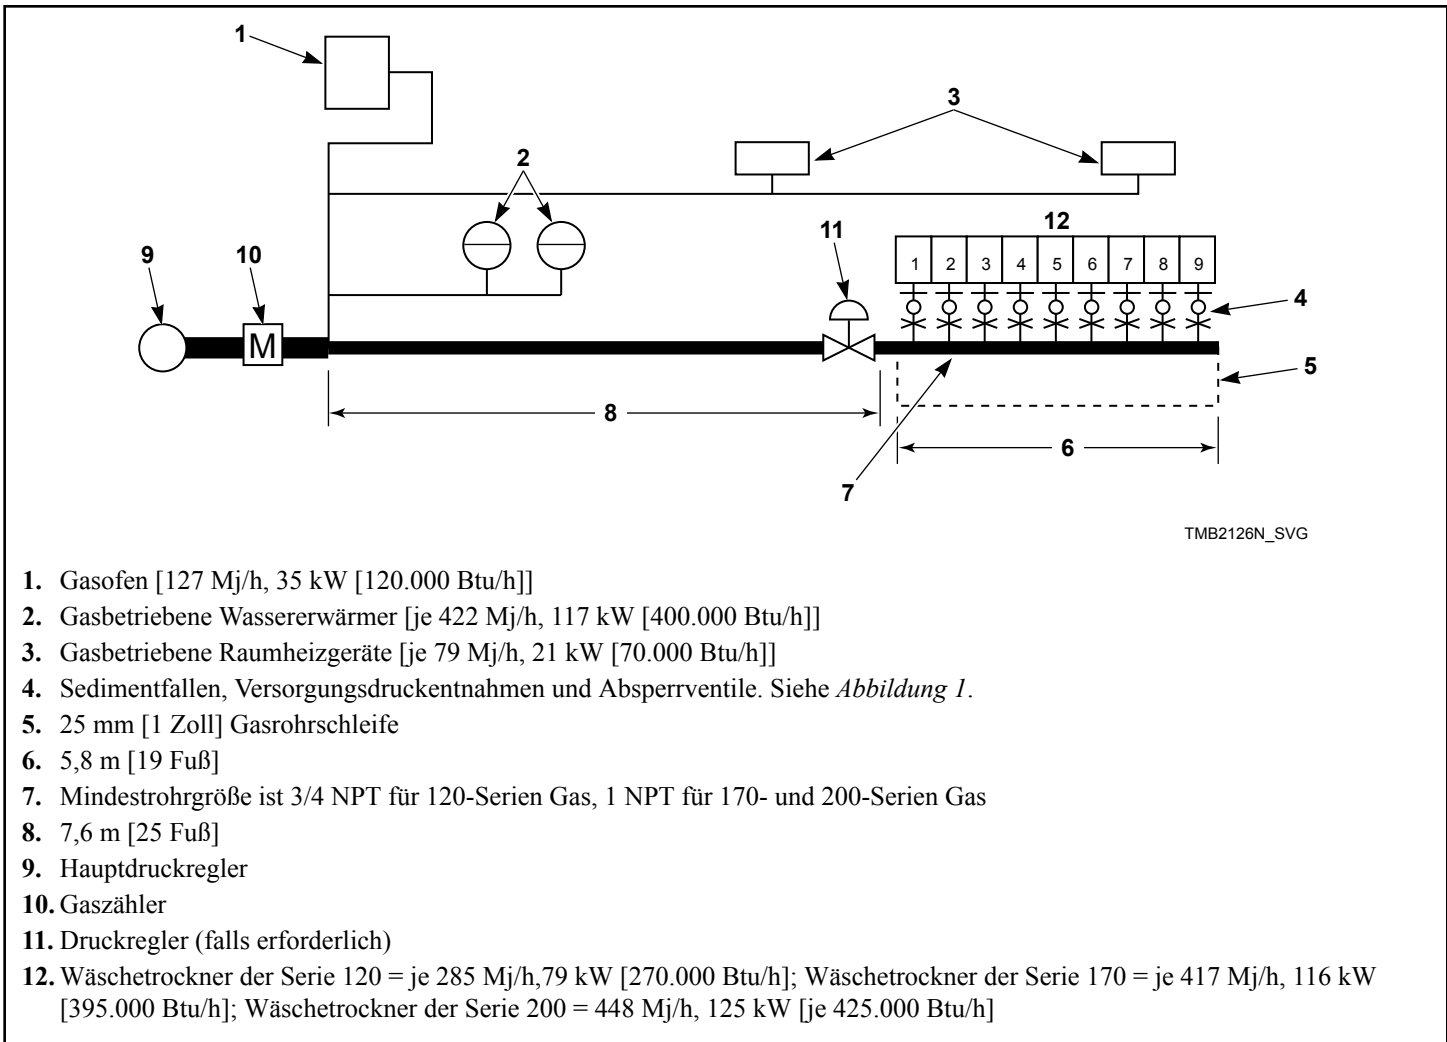 1
3
2
12
11
9
10
1 2 3 4 5 6 7 8 9
4
M
5
8
6
7
TMB2126N_SVG
1. Gasofen [127 Mj/h, 35 kW [120.000 Btu/h]]
2. Gasbetriebene Wassererwärmer [je 422 Mj/h, 117 kW [400.000 Btu/h]]
3. Gasbetriebene Raumheizgeräte [je 79 Mj/h, 21 kW [70.000 Btu/h]]
4. Sedimentfallen, Versorgungsdruckentnahmen und Absperrventile. Siehe Abbildung 1.
5. 25 mm [1 Zoll] Gasrohrschleife
6. 5,8 m [19 Fuß]
7. Mindestrohrgröße ist 3/4 NPT für 120-Serien Gas, 1 NPT für 170- und 200-Serien Gas
8. 7,6 m [25 Fuß]
9. Hauptdruckregler
10. Gaszähler
11. Druckregler (falls erforderlich)
12. Wäschetrockner der Serie 120 = je 285 Mj/h,79 kW [270.000 Btu/h]; Wäschetrockner der Serie 170 = je 417 Mj/h, 116 kW
[395.000 Btu/h]; Wäschetrockner der Serie 200 = 448 Mj/h, 125 kW [je 425.000 Btu/h]